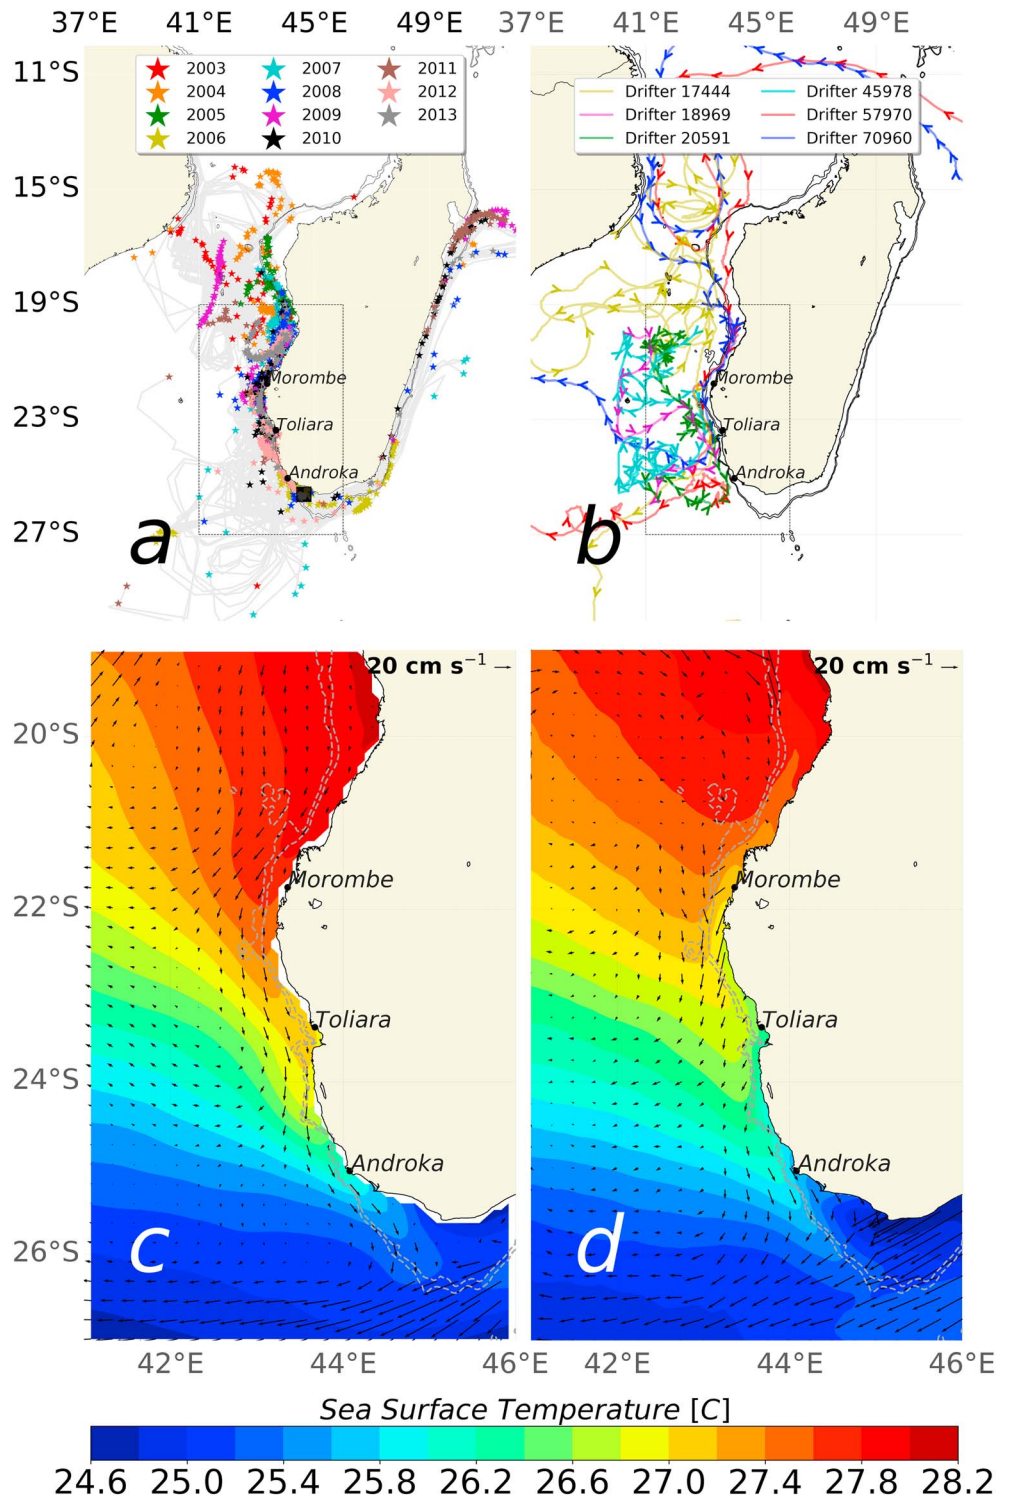 37°E 41°E 45°E 49°E 37°E 41°E 45°E 49°E
11°S
15°S
19°S
23°S
27°S
2003 2007 2011
2004 2008 2012
2005 2009 2013
2006 2010
Morombe
Toliara
Androka
a
Drifter 17444 Drifter 45978
Drifter 18969 Drifter 57970
Drifter 20591 Drifter 70960
Morombe
Toliara
Androka
b
20 cm s⁻¹
20°S
22°S
24°S
26°S
Morombe
Toliara
Androka
c
20 cm s⁻¹
Morombe
Toliara
Androka
d
42°E 44°E 46°E 42°E 44°E 46°E
Sea Surface Temperature [C]
24.6 25.0 25.4 25.8 26.2 26.6 27.0 27.4 27.8 28.2